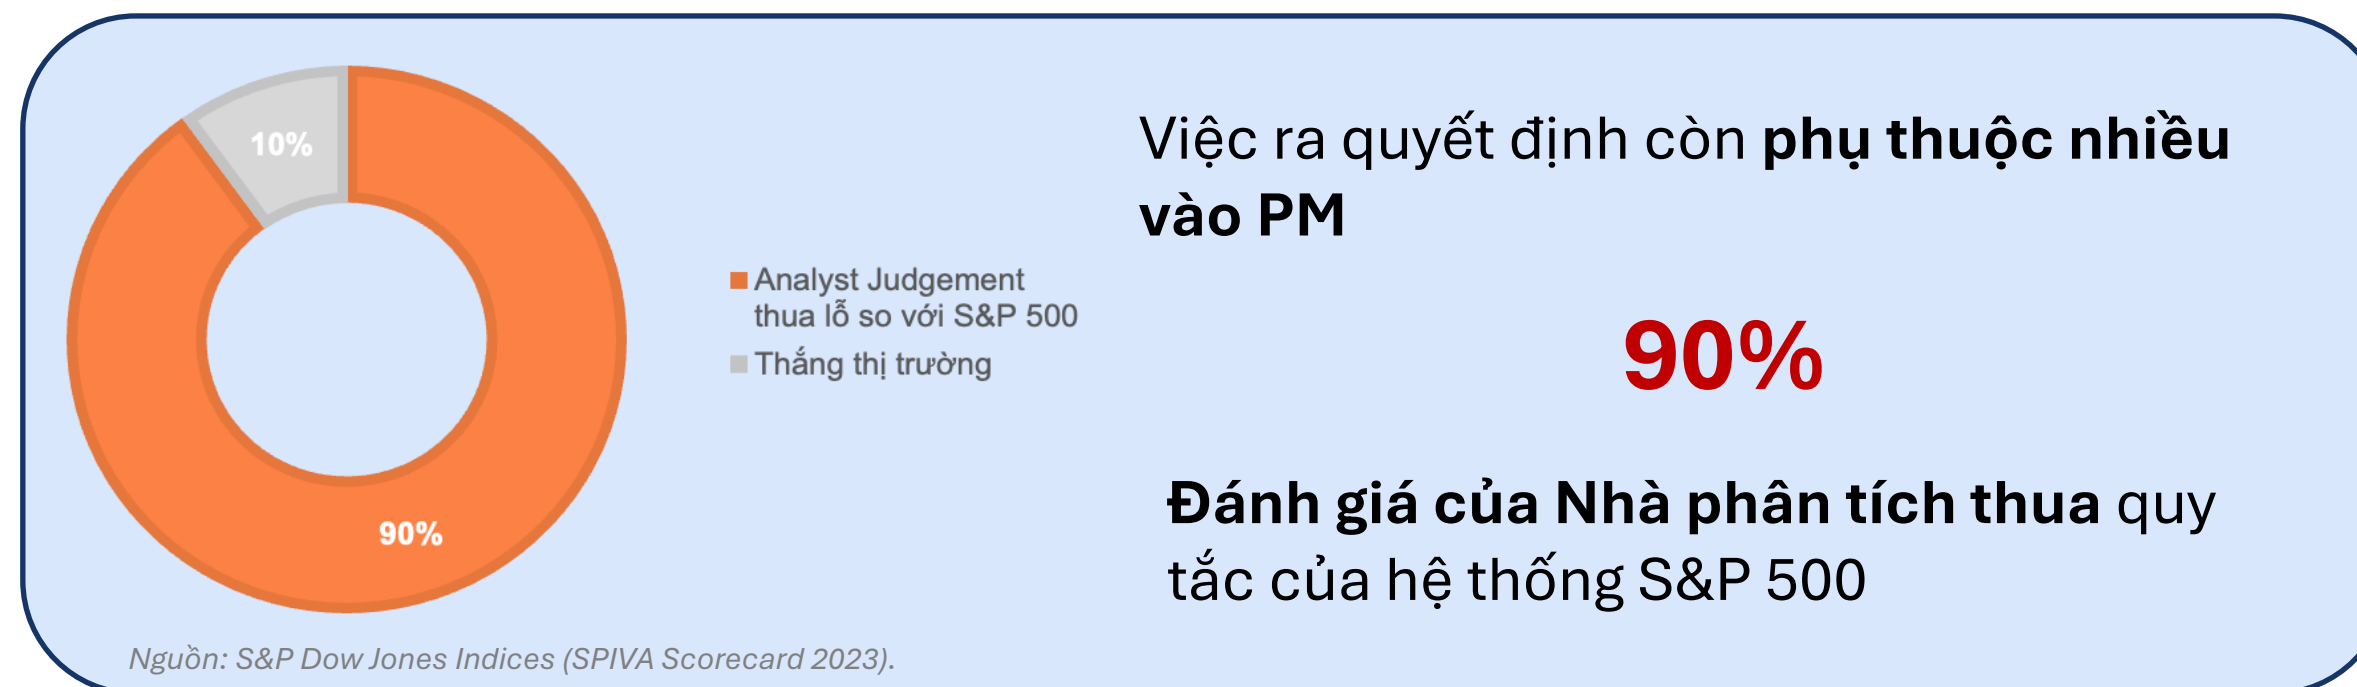 10%
90%
Analyst Judgement
thua lỗ so với S&P 500
Thắng thị trường
Nguồn: S&P Dow Jones Indices (SPIVA Scorecard 2023).
Việc ra quyết định còn phụ thuộc nhiều
vào PM
90%
Đánh giá của Nhà phân tích thua quy
tắc của hệ thống S&P 500